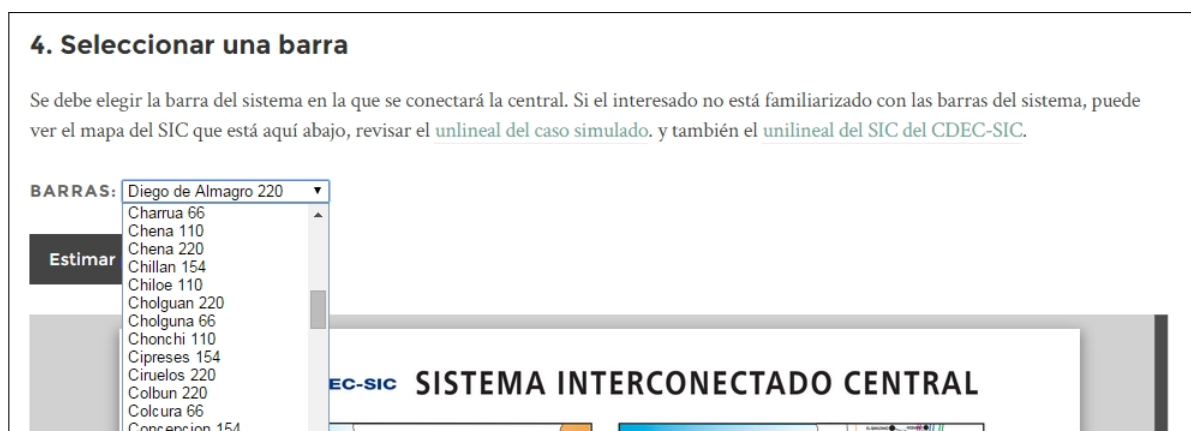 4. Seleccionar una barra
Se debe elegir la barra del sistema en la que se conectará la central. Si el interesado no está familiarizado con las barras del sistema, puede
ver el mapa del SIC que está aquí abajo, revisar el unlineal del caso simulado. y también el unilineal del SIC del CDEC-SIC.
BARRAS: Diego de Almagro 220
Charrua 66
Chena 110
Chena 220
Chillan 154
Chiloe 110
Cholguan 220
Cholguna 66
Chonchi 110
Cipreses 154
Ciruelos 220
Colbun 220
Colcura 66
Concepcion 154
Estimar
EC-SIC SISTEMA INTERCONECTADO CENTRAL